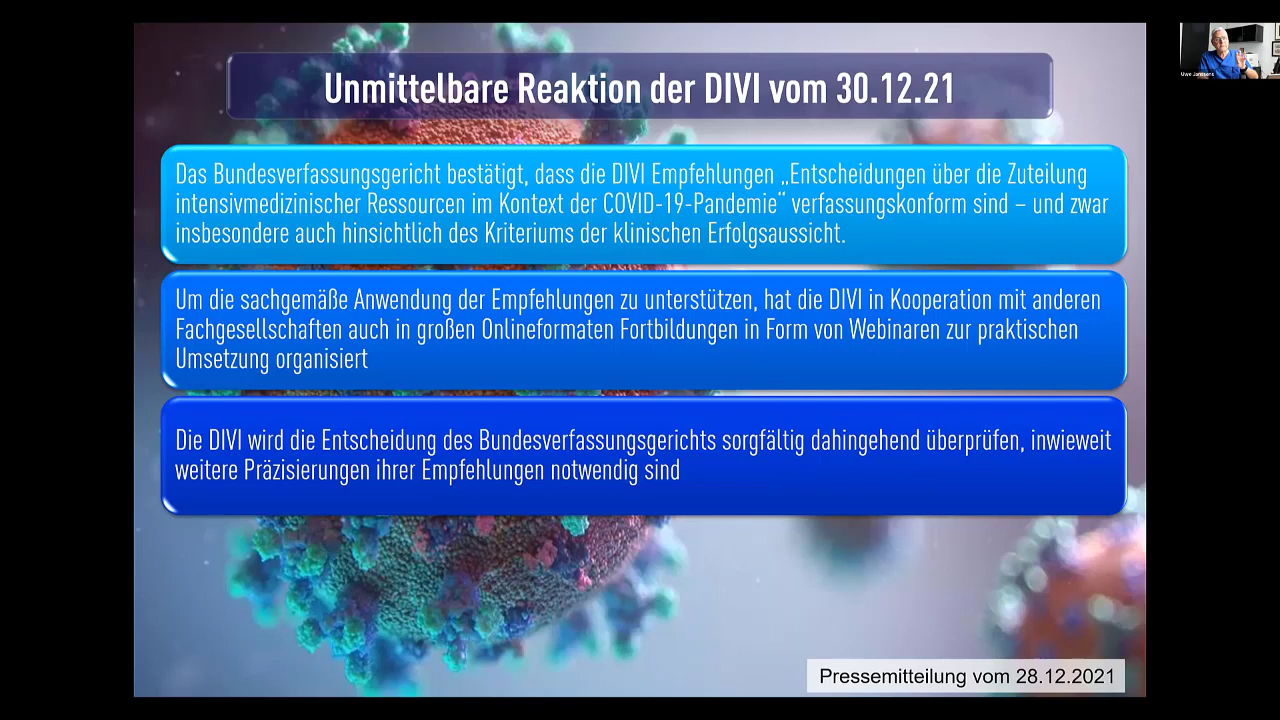 Unmittelbare Reaktion der DIVI vom 30.12.21
Das Bundesverfassungsgericht bestätigt, dass die DIVI Empfehlungen „Entscheidungen über die Zuteilung
intensivmedizinischer Ressourcen im Kontext der COVID-19-Pandemie“ verfassungskonform sind – und zwar
insbesondere auch hinsichtlich des Kriteriums der klinischen Erfolgsaussicht.
Um die sachgemäße Anwendung der Empfehlungen zu unterstützen, hat die DIVI in Kooperation mit anderen
Fachgesellschaften auch in großen Onlineformaten Fortbildungen in Form von Webinaren zur praktischen
Umsetzung organisiert
Die DIVI wird die Entscheidung des Bundesverfassungsgerichts sorgfältig dahingehend überprüfen, inwieweit
weitere Präzisierungen ihrer Empfehlungen notwendig sind
Pressemitteilung vom 28.12.2021
Uwe Janssens